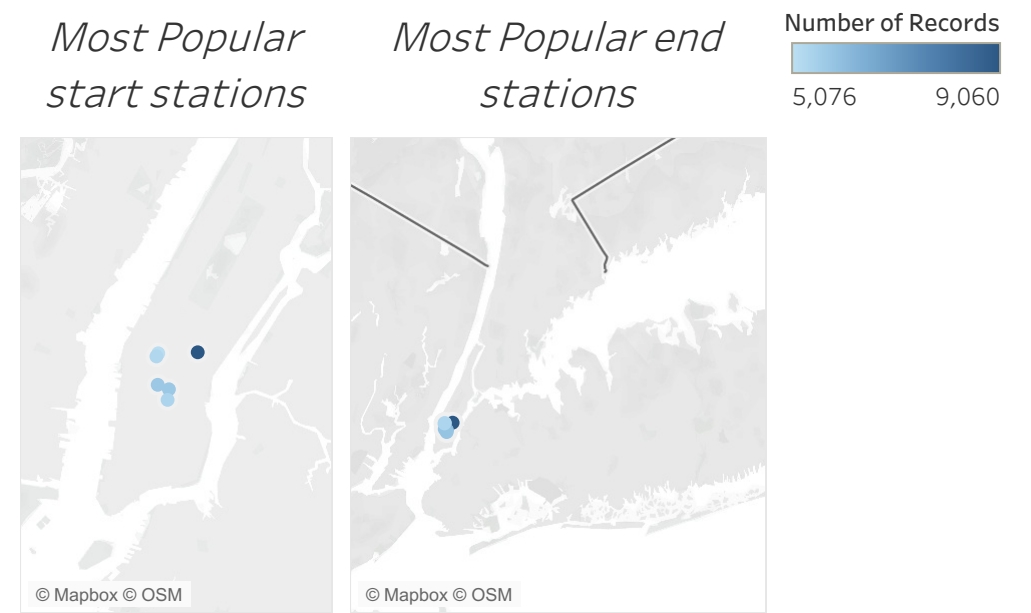 Most Popular
start stations
Most Popular end
stations
Number of Records
5,076 9,060
© Mapbox © OSM
© Mapbox © OSM